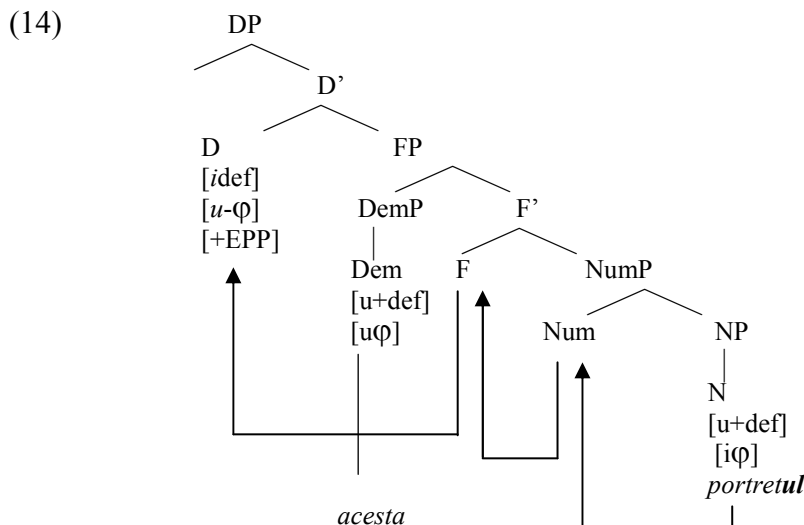 (14)
DP
D’
D FP
[idef]
[u-φ] DemP F’
[+EPP]
Dem F NumP
[u+def]
[uφ] Num NP
N
[u+def]
[iφ]
portretul
acesta